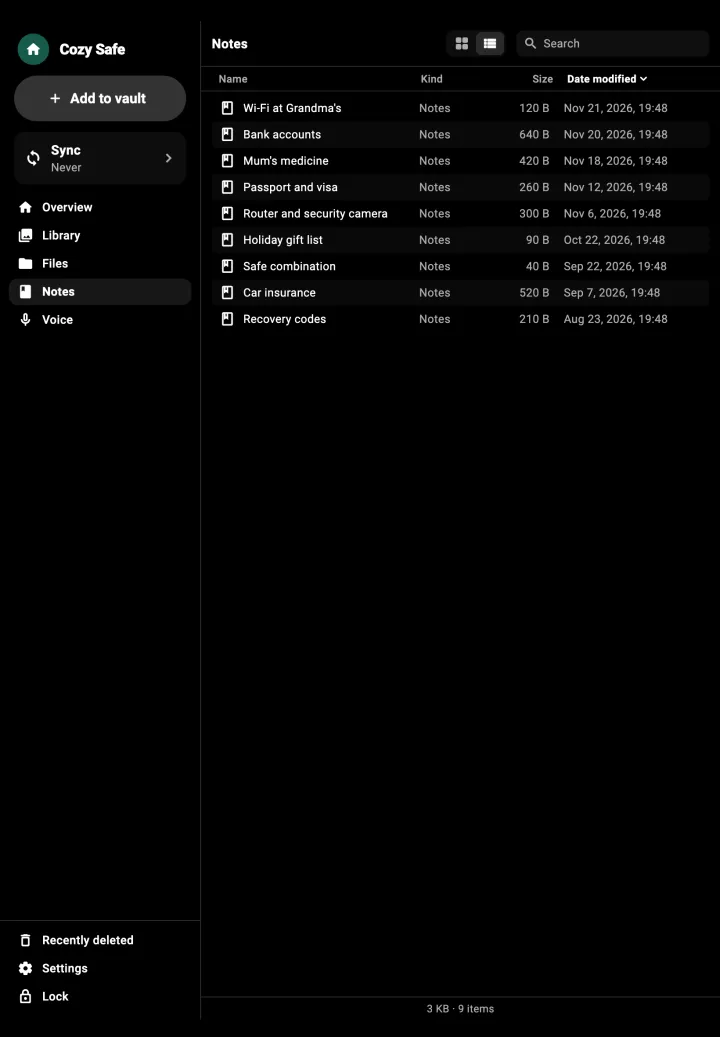 Cozy Safe
Add to vault
Sync
Never
Overview
Library
Files
Notes
Voice
Recently deleted
Settings
Lock
Notes
Search
Name Kind Size Date modified
Wi-Fi at Grandma's Notes 120 B Nov 21, 2026, 19:48
Bank accounts Notes 640 B Nov 20, 2026, 19:48
Mum's medicine Notes 420 B Nov 18, 2026, 19:48
Passport and visa Notes 260 B Nov 12, 2026, 19:48
Router and security camera Notes 300 B Nov 6, 2026, 19:48
Holiday gift list Notes 90 B Oct 22, 2026, 19:48
Safe combination Notes 40 B Sep 22, 2026, 19:48
Car insurance Notes 520 B Sep 7, 2026, 19:48
Recovery codes Notes 210 B Aug 23, 2026, 19:48
3 KB · 9 items